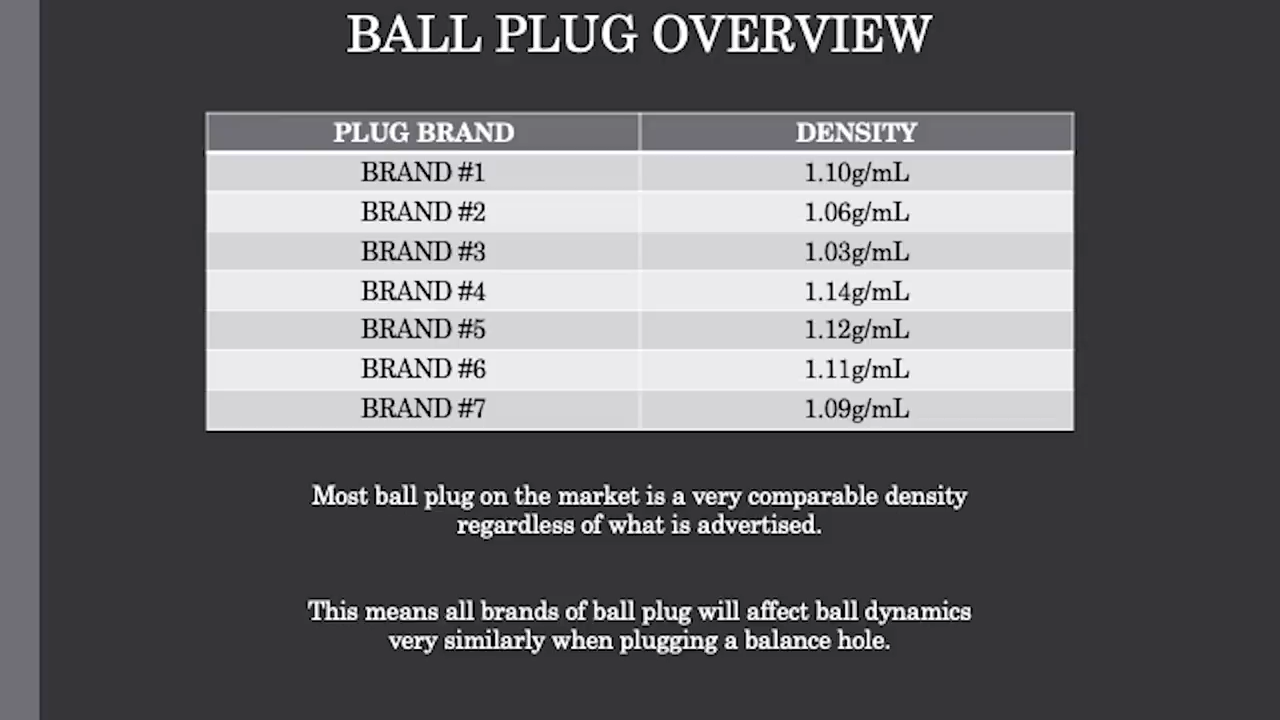 BALL PLUG OVERVIEW
PLUG BRAND DENSITY
BRAND #1 1.10g/mL
BRAND #2 1.06g/mL
BRAND #3 1.03g/mL
BRAND #4 1.14g/mL
BRAND #5 1.12g/mL
BRAND #6 1.11g/mL
BRAND #7 1.09g/mL
Most ball plug on the market is a very comparable density
regardless of what is advertised.
This means all brands of ball plug will affect ball dynamics
very similarly when plugging a balance hole.